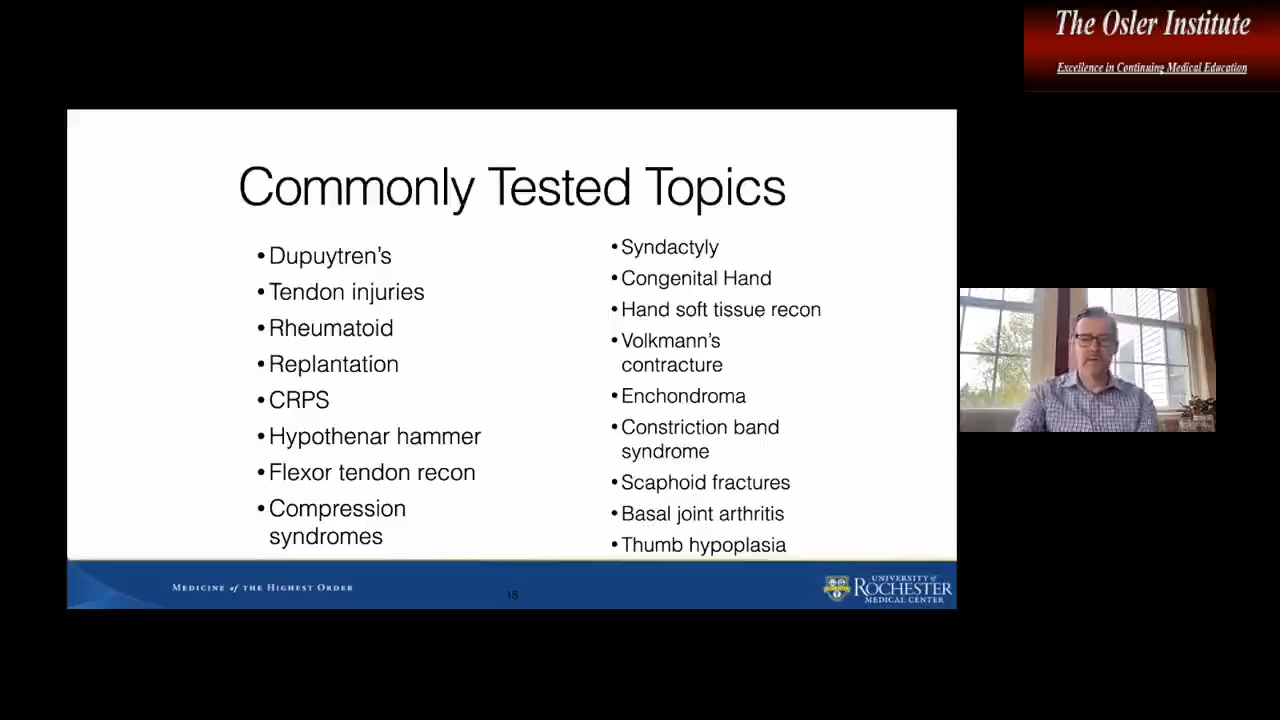 The Osler Institute
Excellence in Continuing Medical Education
Commonly Tested Topics
•Dupuytren’s
•Tendon injuries
•Rheumatoid
•Replantation
•CRPS
•Hypothenar hammer
•Flexor tendon recon
•Compression
syndromes
•Syndactyly
•Congenital Hand
•Hand soft tissue recon
•Volkmann’s
contracture
•Enchondroma
•Constriction band
syndrome
•Scaphoid fractures
•Basal joint arthritis
•Thumb hypoplasia
MEDICINE of THE HIGHEST ORDER
18
UNIVERSITY of
ROCHESTER
MEDICAL CENTER